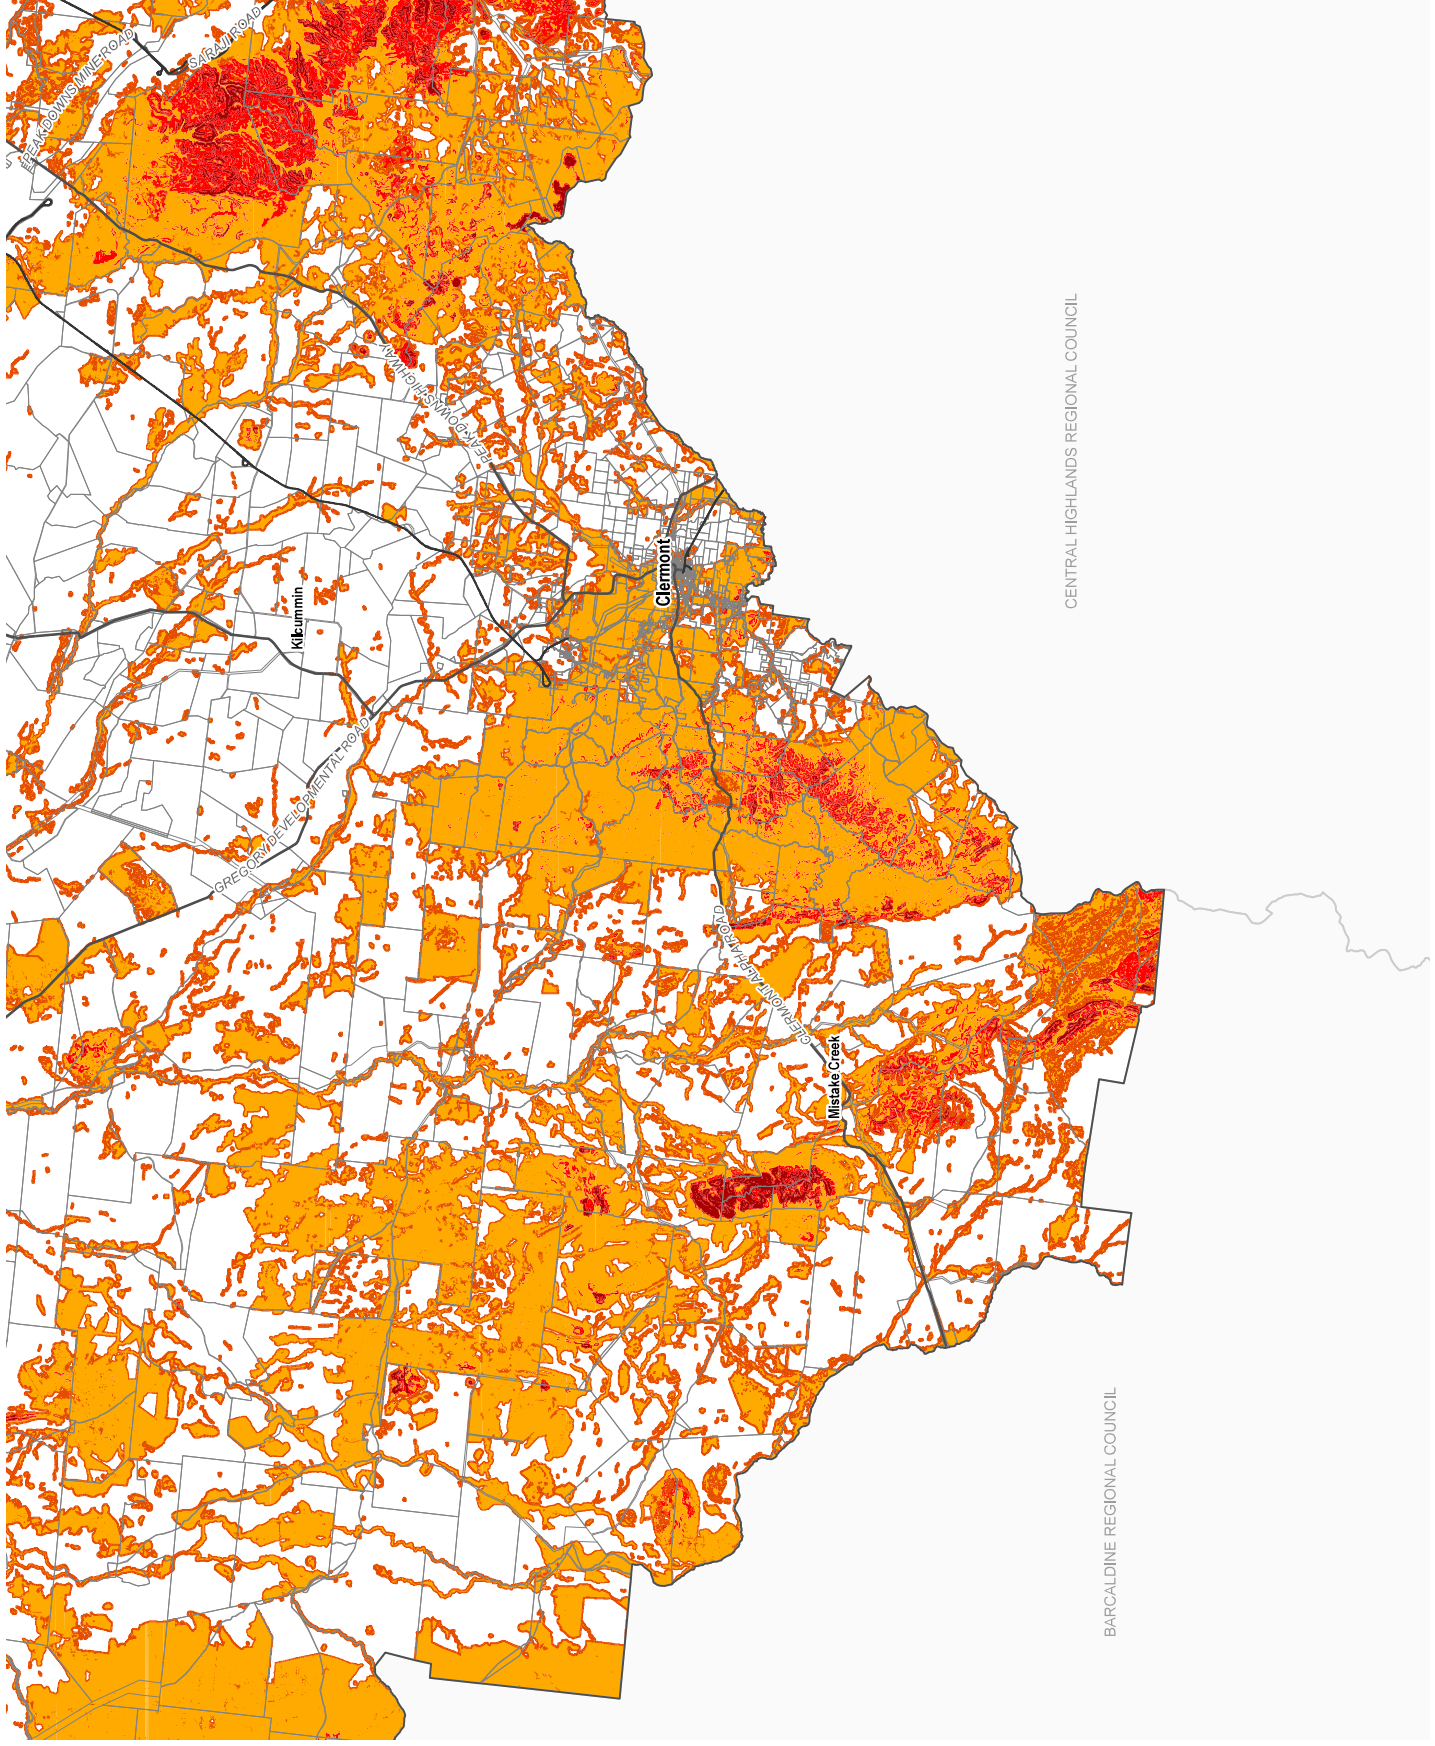 PEAK DOWNS MINE ROAD
SARAJI ROAD
PEAK DOWNS HIGHWAY
CENTRAL HIGHLANDS REGIONAL COUNCIL
Clermont
Kilcummin
GREGORY DEVELOPMENTAL ROAD
CLERMONT ALPHA ROAD
Mistake Creek
BARCALDINE REGIONAL COUNCIL